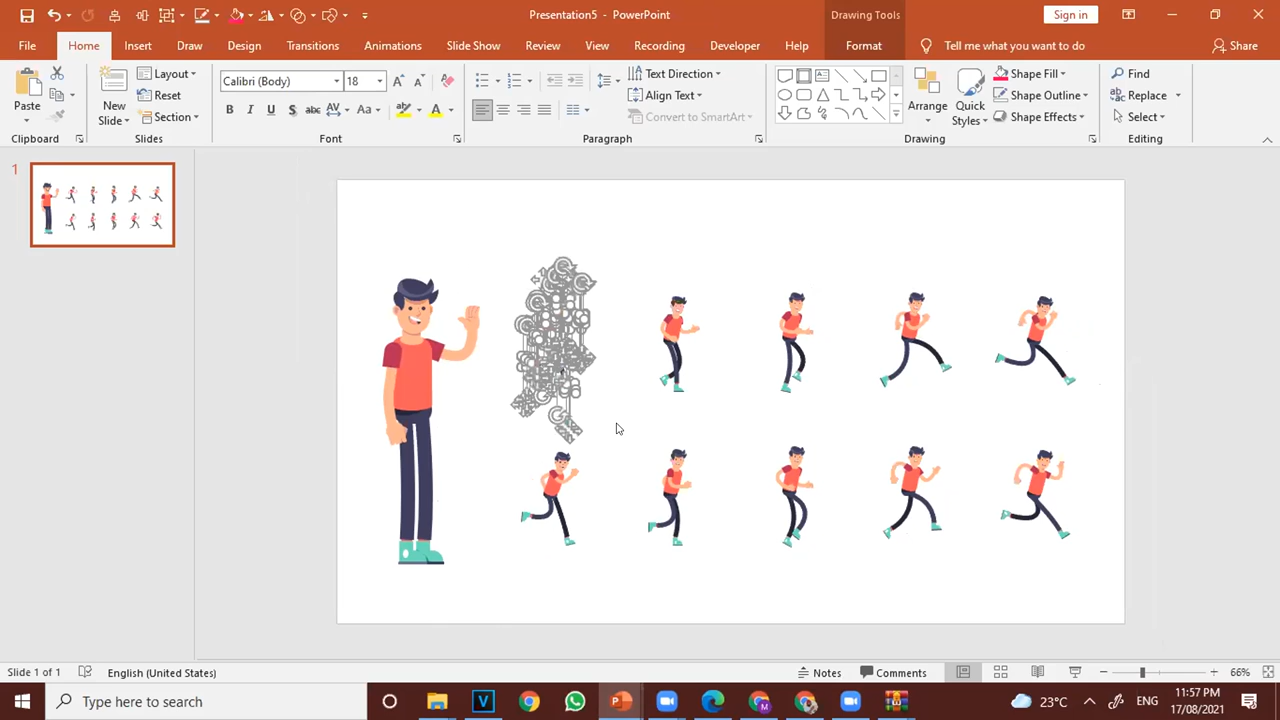 Presentation5 - PowerPoint
Drawing Tools
Sign in
File Home Insert Draw Design Transitions Animations Slide Show Review View Recording Developer Help Format Tell me what you want to do Share
Paste
New Slide
Layout
Reset
Section
Calibri (Body) 18
B I U S abc AV Aa A
Text Direction
Align Text
Convert to SmartArt
Arrange
Quick Styles
Shape Fill
Shape Outline
Shape Effects
Find
Replace
Select
Clipboard Slides Font Paragraph Drawing Editing
1
Slide 1 of 1 English (United States) Notes Comments 66%
Type here to search
23°C ENG
11:57 PM
17/08/2021